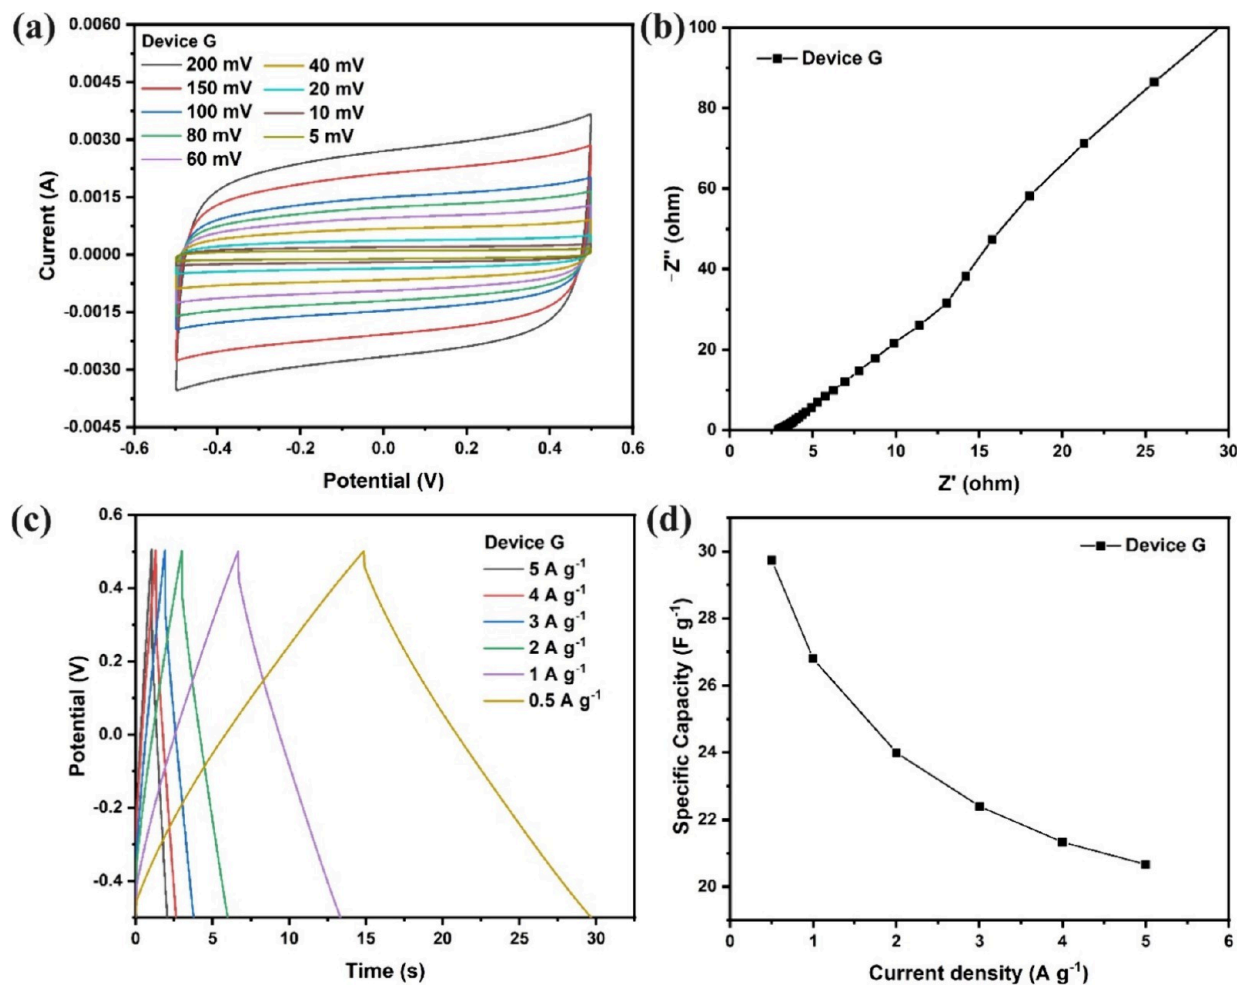 (a)
0.0060
0.0045
0.0030
0.0015
0.0000
-0.0015
-0.0030
-0.0045
Current (A)
Device G
200 mV
150 mV
100 mV
80 mV
60 mV
40 mV
20 mV
10 mV
5 mV
-0.6 -0.4 -0.2 0.0 0.2 0.4 0.6
Potential (V)
(b)
100
80
60
40
20
0
-Z'' (ohm)
Device G
0 5 10 15 20 25 30
Z' (ohm)
(c)
0.6
0.4
0.2
0.0
-0.2
-0.4
Potential (V)
Device G
5 A g⁻¹
4 A g⁻¹
3 A g⁻¹
2 A g⁻¹
1 A g⁻¹
0.5 A g⁻¹
0 5 10 15 20 25 30
Time (s)
(d)
30
28
26
24
22
20
Specific Capacity (F g⁻¹)
Device G
0 1 2 3 4 5 6
Current density (A g⁻¹)